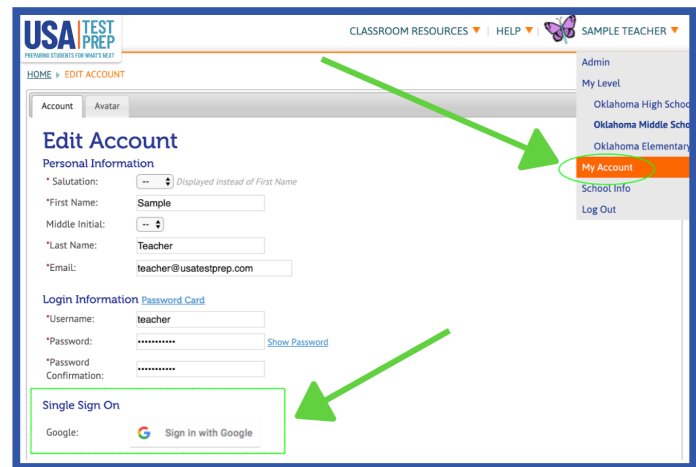 USA TEST PREP
PREPARING STUDENTS FOR WHAT'S NEXT
CLASSROOM RESOURCES ▼ | HELP ▼ | SAMPLE TEACHER ▼
HOME ▸ EDIT ACCOUNT
Admin
My Level
Oklahoma High Schoo
Oklahoma Middle Scho
Oklahoma Elementary
My Account
School Info
Log Out
Account Avatar
Edit Account
Personal Information
* Salutation: -- Displayed instead of First Name
*First Name: Sample
Middle Initial: --
*Last Name: Teacher
*Email: teacher@usatestprep.com
Login Information Password Card
*Username: teacher
*Password: ••••••••••• Show Password
*Password
Confirmation: •••••••••••
Single Sign On
Google: G Sign in with Google